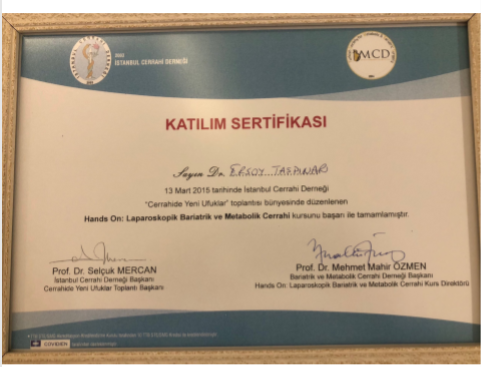 2002
İSTANBUL CERRAHİ DERNEĞİ
MCD
KATILIM SERTİFİKASI
Sayın Dr. ERSOY TAŞPINAR
13 Mart 2015 tarihinde İstanbul Cerrahi Derneği
"Cerrahide Yeni Ufuklar" toplantısı bünyesinde düzenlenen
Hands On: Laparoskopik Bariatrik ve Metabolik Cerrahi kursunu başarı ile tamamlamıştır.
Prof. Dr. Selçuk MERCAN
İstanbul Cerrahi Derneği Başkanı
Cerrahide Yeni Ufuklar Toplantı Başkanı
Prof. Dr. Mehmet Mahir ÖZMEN
Bariatrik ve Metabolik Cerrahi Derneği Başkanı
Hands On: Laparoskopik Bariatrik ve Metabolik Cerrahi Kurs Direktörü
COVIDIEN